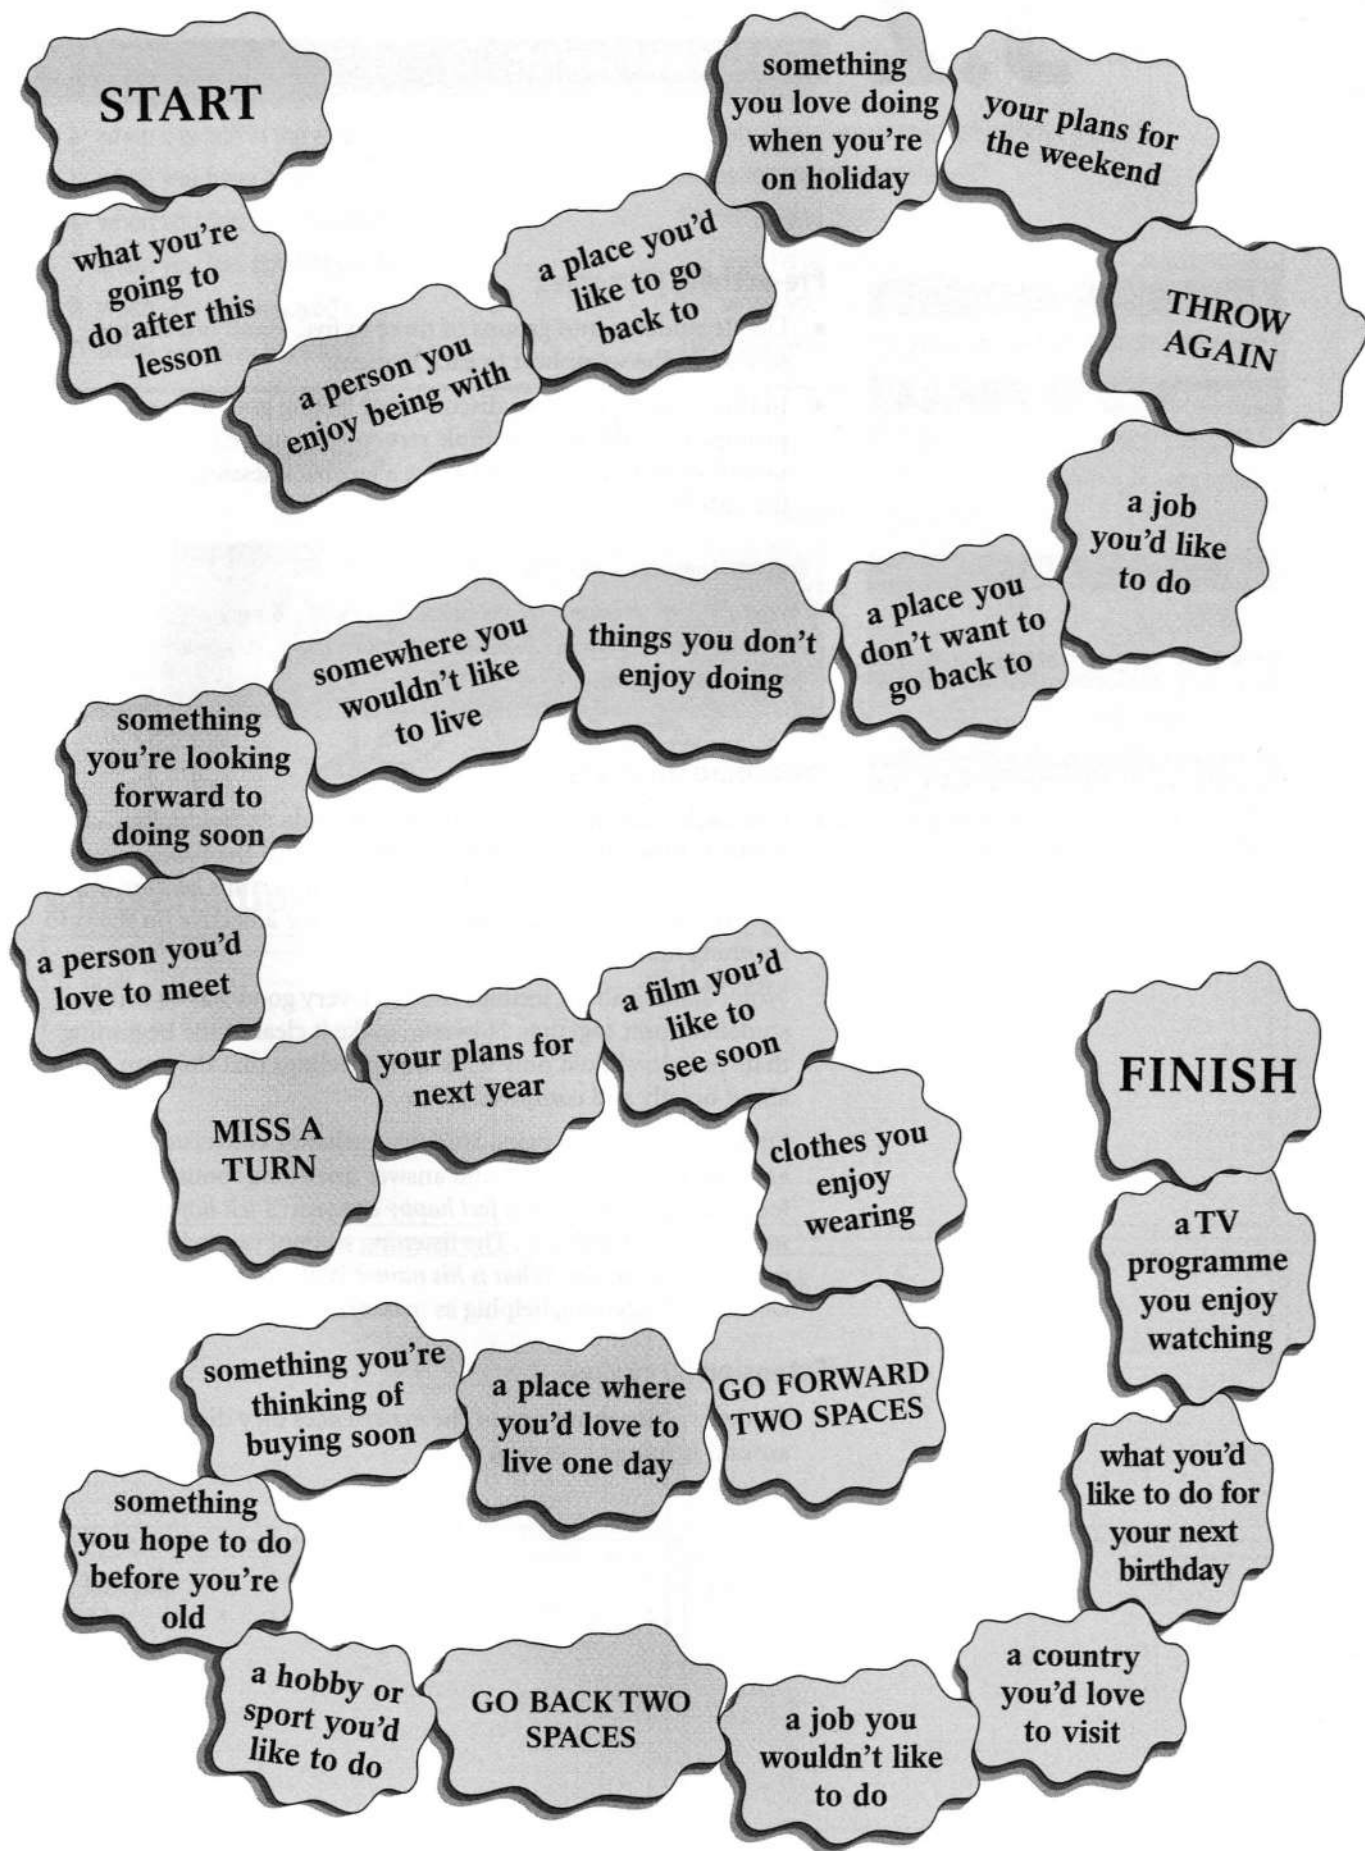 START
what you're
going to
do after this
lesson
a person you
enjoy being with
a place you'd
like to go
back to
something
you love doing
when you're
on holiday
your plans for
the weekend
THROW
AGAIN
a job
you'd like
to do
a place you
don't want to
go back to
things you don't
enjoy doing
somewhere you
wouldn't like
to live
something
you're looking
forward to
doing soon
a person you'd
love to meet
MISS A
TURN
your plans for
next year
a film you'd
like to
see soon
clothes you
enjoy
wearing
GO FORWARD
TWO SPACES
a place where
you'd love to
live one day
something you're
thinking of
buying soon
something
you hope to do
before you're
old
a hobby or
sport you'd
like to do
GO BACK TWO
SPACES
a job you
wouldn't like
to do
a country
you'd love
to visit
what you'd
like to do for
your next
birthday
a TV
programme
you enjoy
watching
FINISH